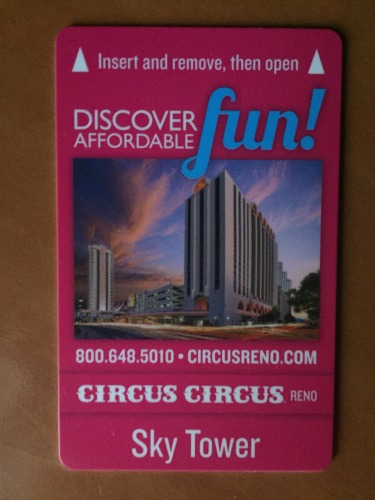 Insert and remove, then open
DISCOVER
AFFORDABLE
fun!
800.648.5010 • CIRCUSRENO.COM
CIRCUS CIRCUS RENO
Sky Tower